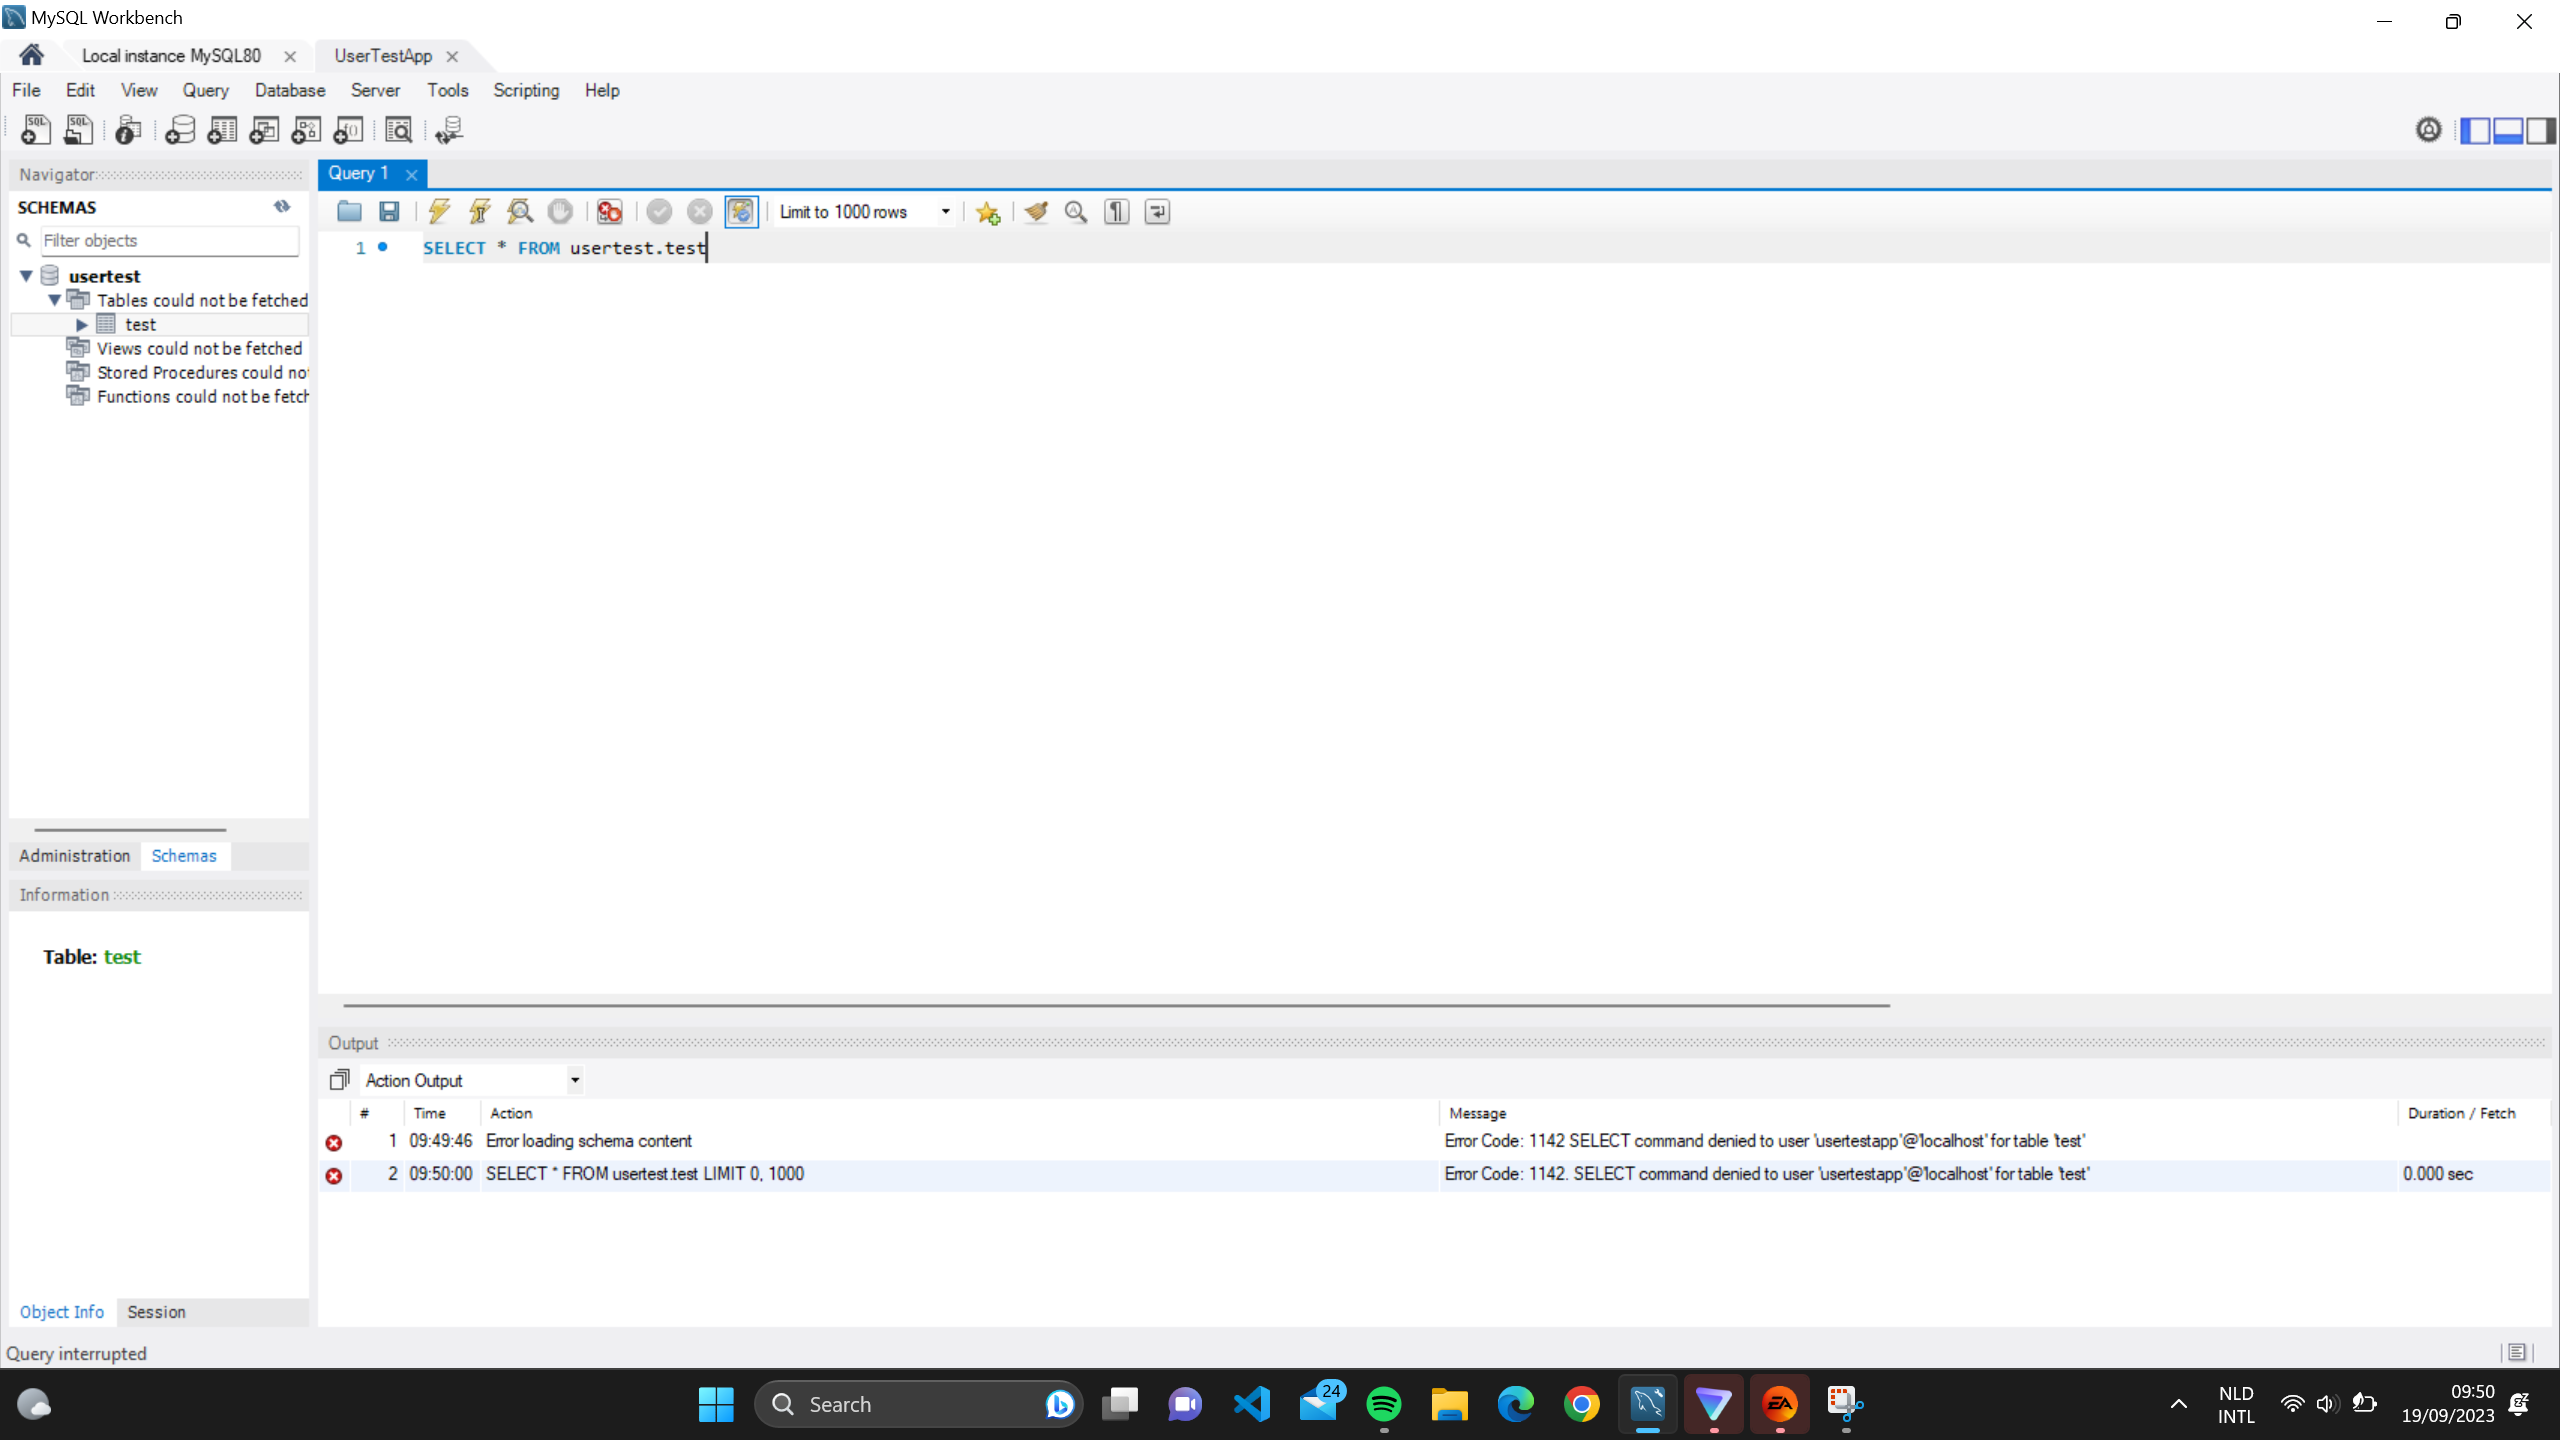 MySQL Workbench
Local instance MySQL80
UserTestApp
File Edit View Query Database Server Tools Scripting Help
Navigator
SCHEMAS
Filter objects
usertest
Tables could not be fetched
test
Views could not be fetched
Stored Procedures could not
Functions could not be fetch
Administration Schemas
Information
Table: test
Object Info Session
Query 1
Limit to 1000 rows
1 SELECT * FROM usertest.test
Output
Action Output
# Time Action Message Duration / Fetch
1 09:49:46 Error loading schema content Error Code: 1142 SELECT command denied to user 'usertestapp'@'localhost' for table 'test'
2 09:50:00 SELECT * FROM usertest.test LIMIT 0, 1000 Error Code: 1142. SELECT command denied to user 'usertestapp'@'localhost' for table 'test' 0.000 sec
Query interrupted
Search
24
EA
NLD
INTL
09:50
19/09/2023